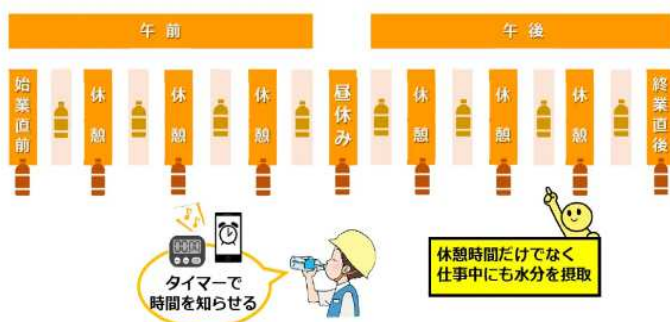 午前
午後
始業直前
休憩
休憩
休憩
昼休み
休憩
休憩
休憩
終業直後
タイマーで
時間を知らせる
休憩時間だけでなく
仕事中にも水分を摂取